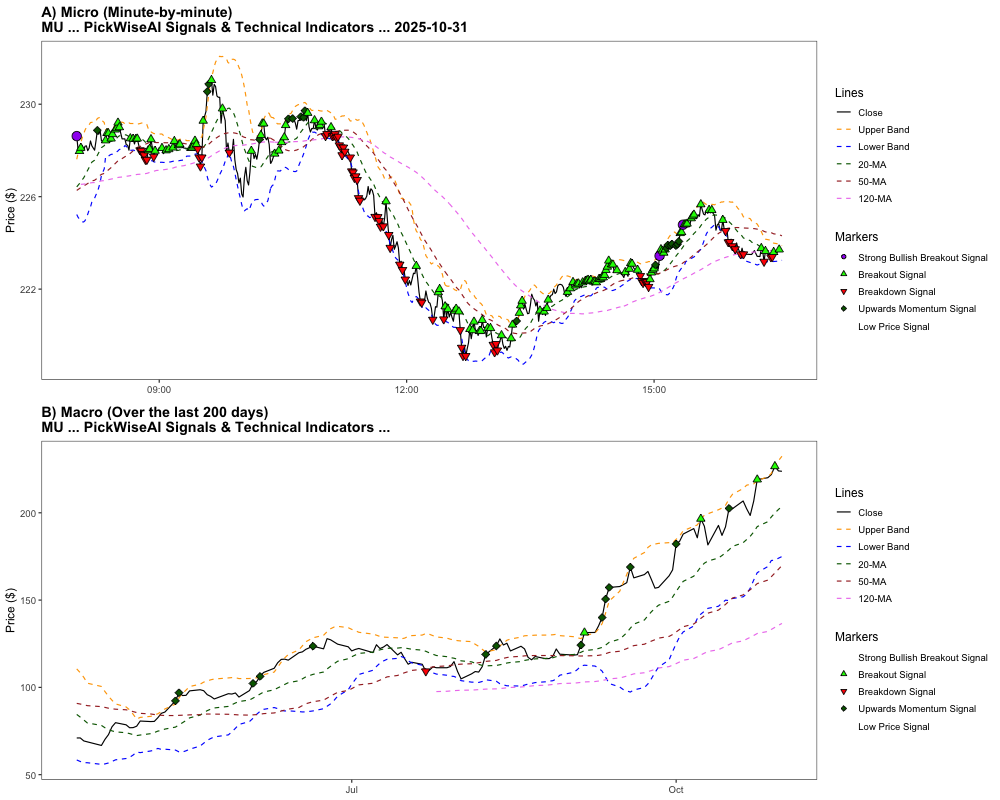 A) Micro (Minute-by-minute)
MU ... PickWiseAI Signals & Technical Indicators ... 2025-10-31
Price ($)
230
226
222
09:00
12:00
15:00
Lines
Close
Upper Band
Lower Band
20-MA
50-MA
120-MA
Markers
Strong Bullish Breakout Signal
Breakout Signal
Breakdown Signal
Upwards Momentum Signal
Low Price Signal
B) Macro (Over the last 200 days)
MU ... PickWiseAI Signals & Technical Indicators ...
Price ($)
200
150
100
50
Jul
Oct
Lines
Close
Upper Band
Lower Band
20-MA
50-MA
120-MA
Markers
Strong Bullish Breakout Signal
Breakout Signal
Breakdown Signal
Upwards Momentum Signal
Low Price Signal